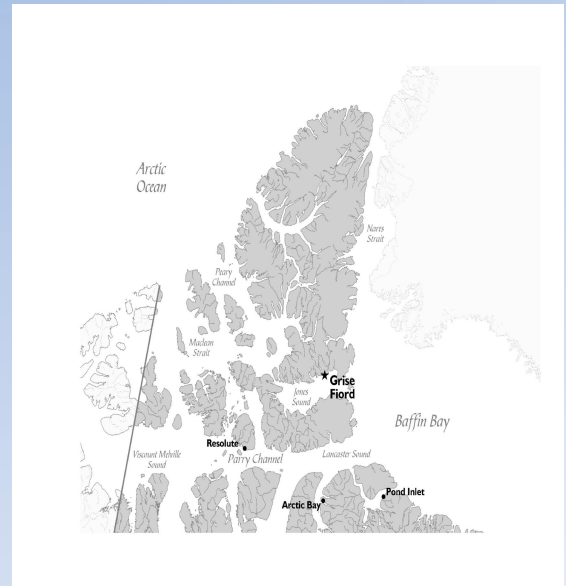 Arctic
Ocean
Nares
Strait
Peary
Channel
Maclean
Strait
Grise
Fiord
Jones
Sound
Baffin Bay
Resolute
Parry Channel
Viscount Melville
Sound
Lancaster Sound
Pond Inlet
Arctic Bay